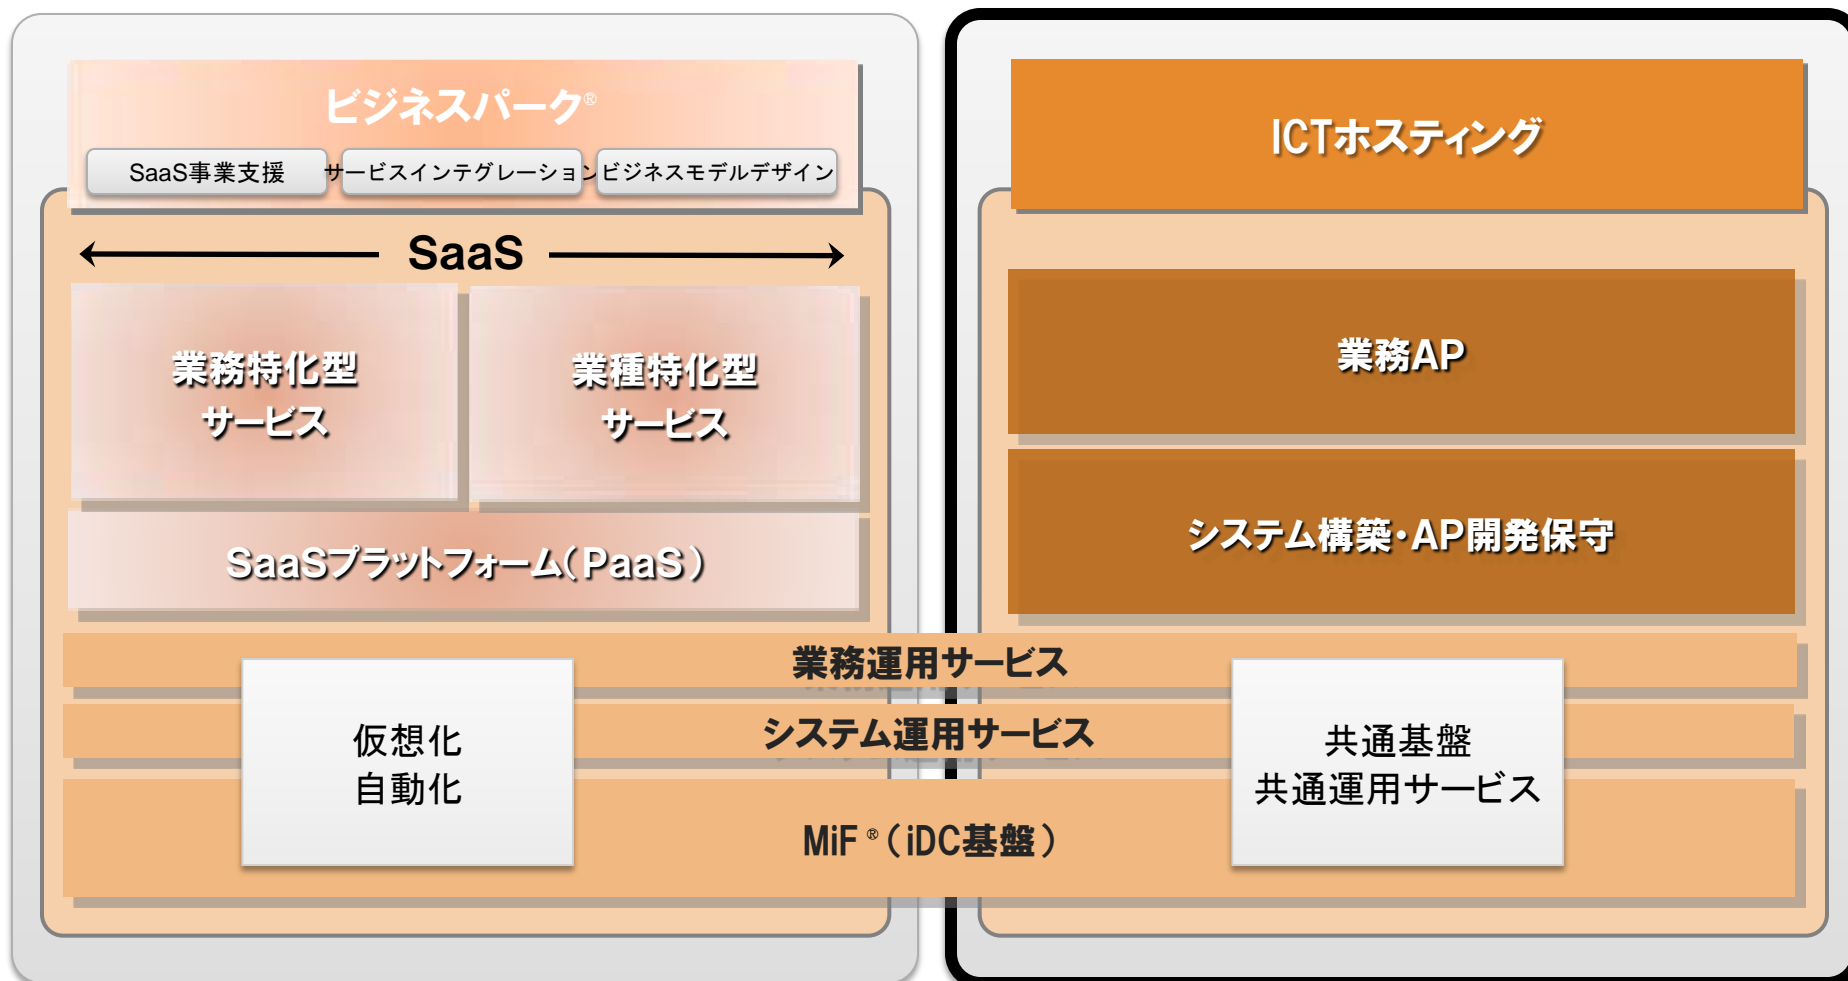 ビジネスパーク®
SaaS事業支援
サービスインテグレーション
ビジネスモデルデザイン
SaaS
業務特化型
サービス
業種特化型
サービス
SaaSプラットフォーム(PaaS)
ICTホスティング
業務AP
システム構築・AP開発保守
業務運用サービス
システム運用サービス
MiF®(iDC基盤)
仮想化
自動化
共通基盤
共通運用サービス